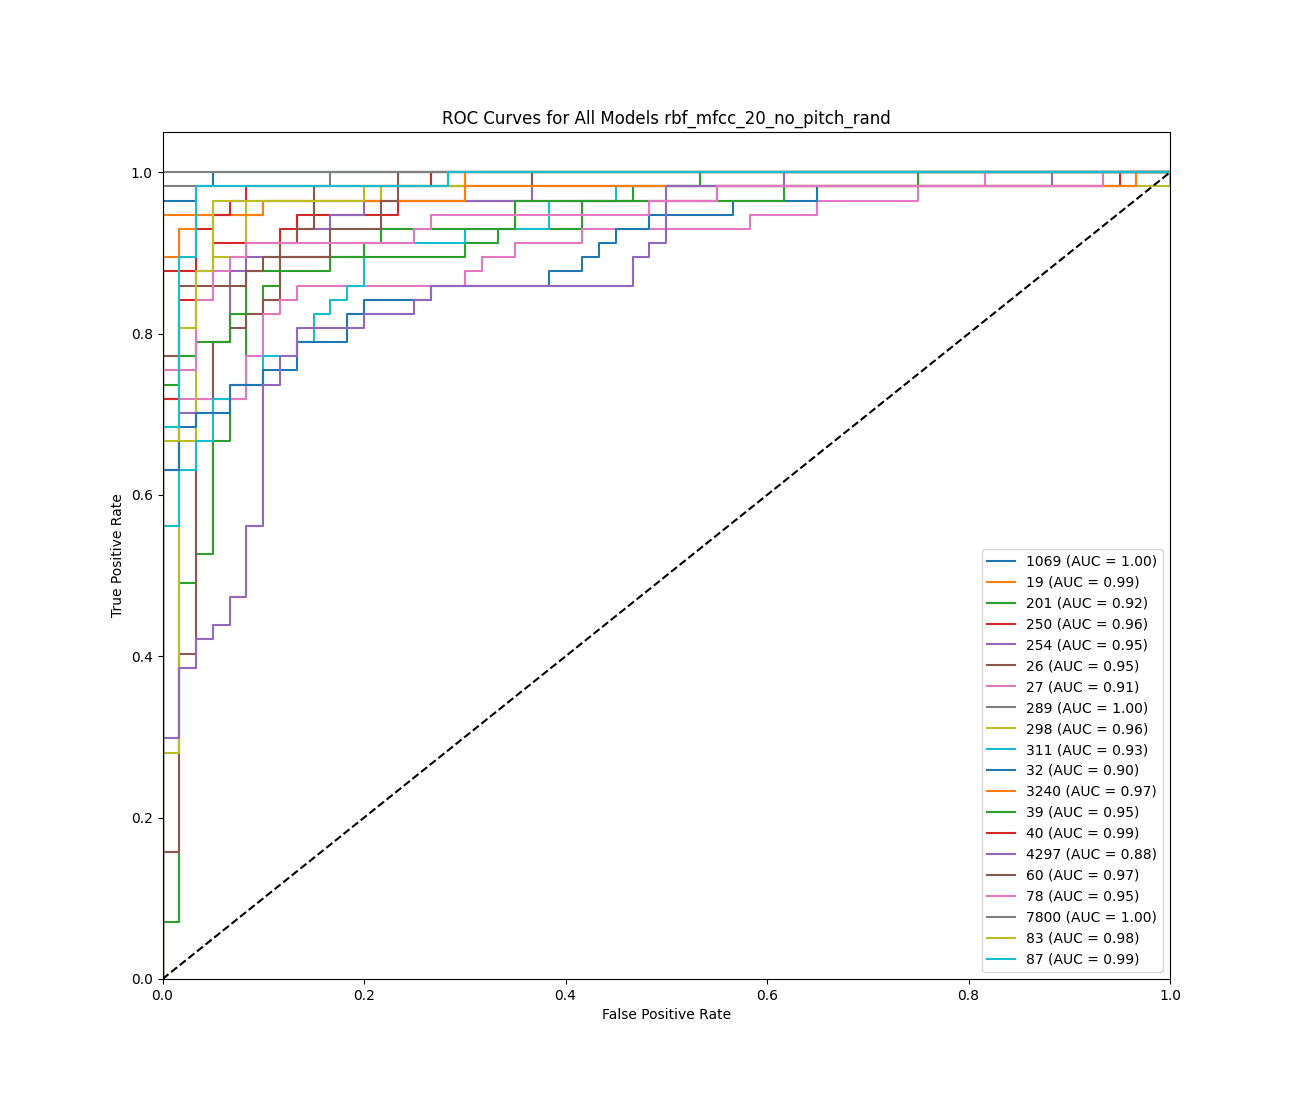 ROC Curves for All Models rbf_mfcc_20_no_pitch_rand
True Positive Rate
1.0
0.8
0.6
0.4
0.2
0.0
1069 (AUC = 1.00)
19 (AUC = 0.99)
201 (AUC = 0.92)
250 (AUC = 0.96)
254 (AUC = 0.95)
26 (AUC = 0.95)
27 (AUC = 0.91)
289 (AUC = 1.00)
298 (AUC = 0.96)
311 (AUC = 0.93)
32 (AUC = 0.90)
3240 (AUC = 0.97)
39 (AUC = 0.95)
40 (AUC = 0.99)
4297 (AUC = 0.88)
60 (AUC = 0.97)
78 (AUC = 0.95)
7800 (AUC = 1.00)
83 (AUC = 0.98)
87 (AUC = 0.99)
0.0 0.2 0.4 0.6 0.8 1.0
False Positive Rate